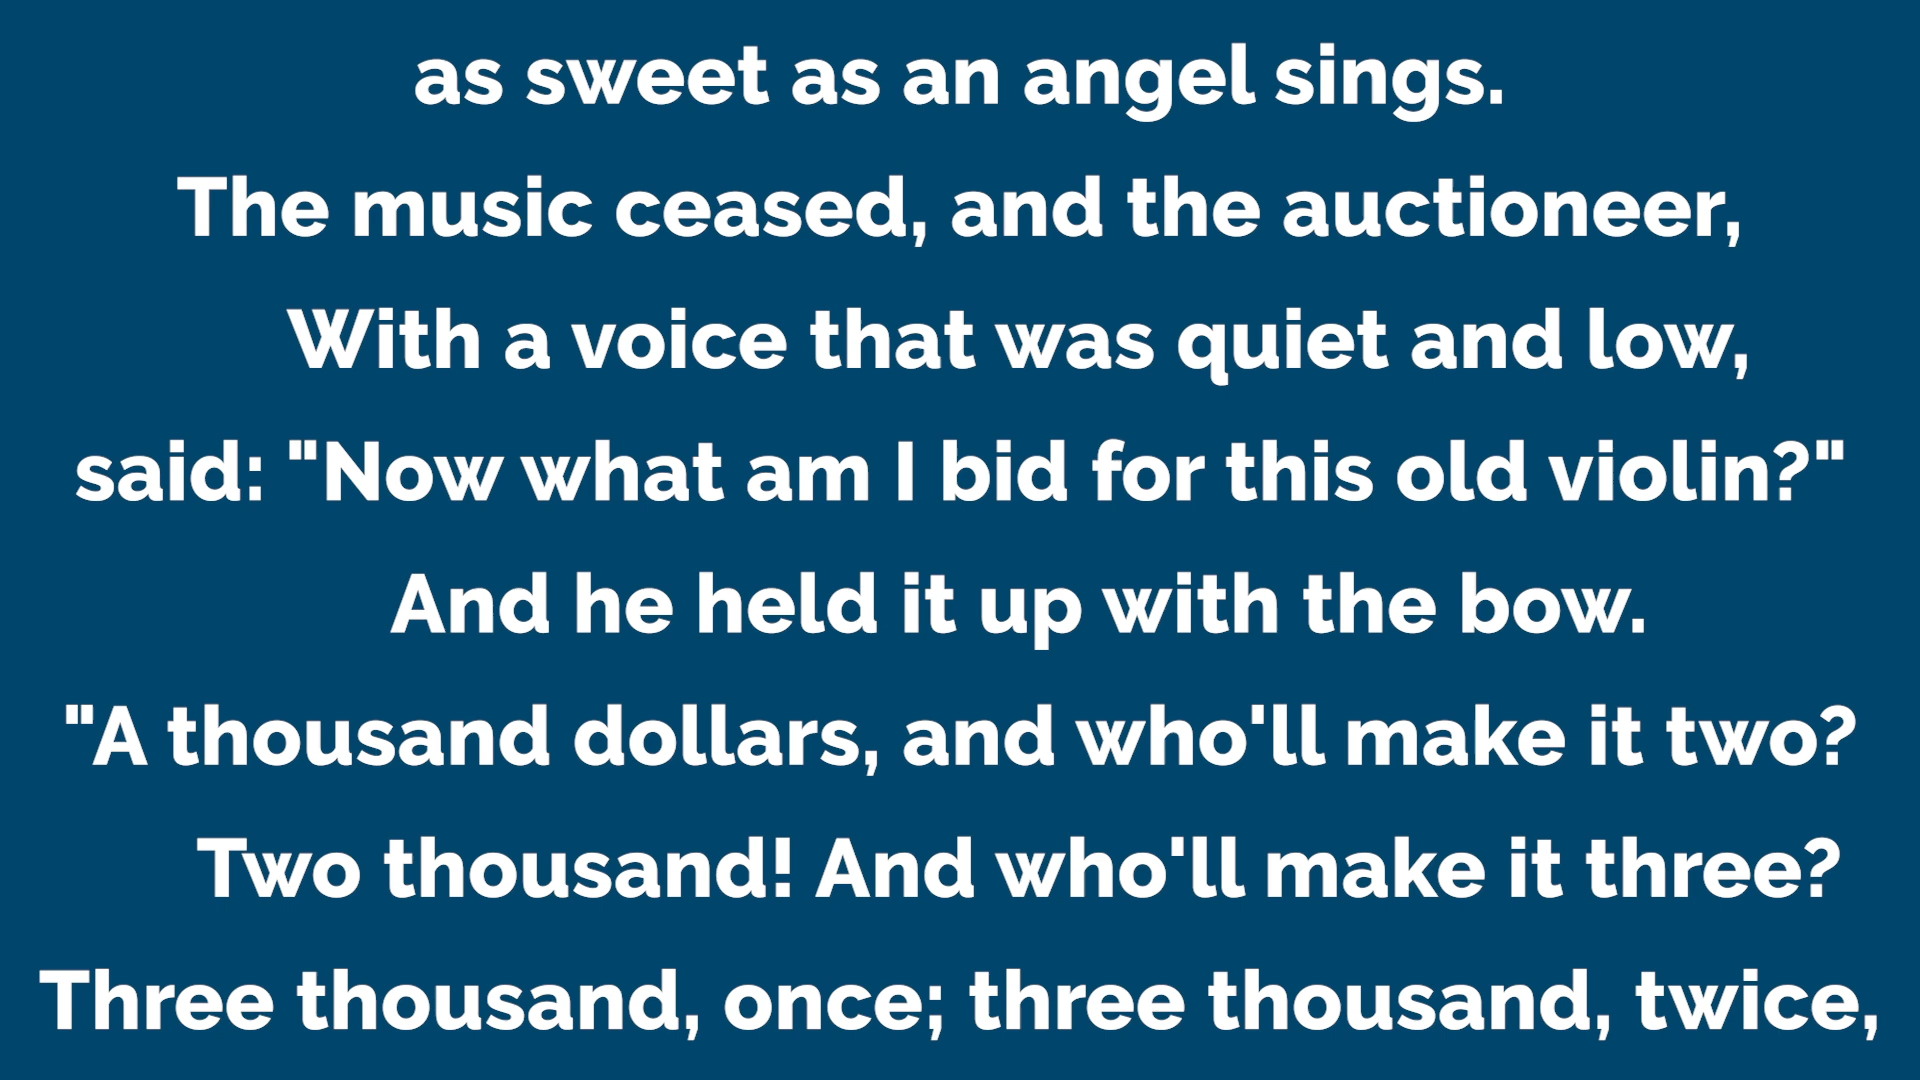 as sweet as an angel sings.
The music ceased, and the auctioneer,
With a voice that was quiet and low,
said: "Now what am I bid for this old violin?"
And he held it up with the bow.
"A thousand dollars, and who'll make it two?
Two thousand! And who'll make it three?
Three thousand, once; three thousand, twice,